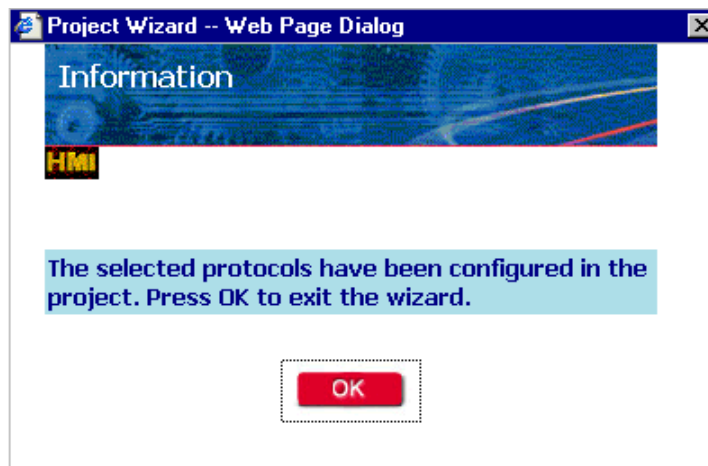 Project Wizard -- Web Page Dialog
Information
HMI
The selected protocols have been configured in the
project. Press OK to exit the wizard.
OK